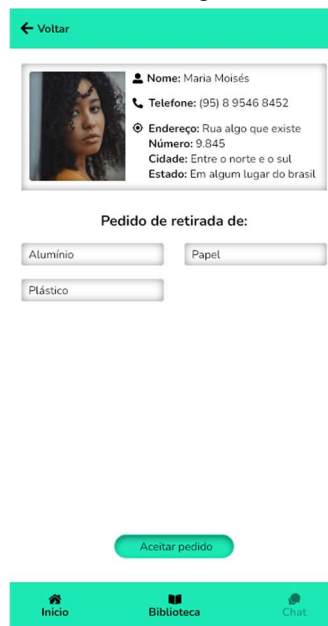 Voltar
Nome: Maria Moisés
Telefone: (95) 8 9546 8452
Endereço: Rua algo que existe
Número: 9.845
Cidade: Entre o norte e o sul
Estado: Em algum lugar do brasil
Pedido de retirada de:
Alumínio Papel
Plástico
Aceitar pedido
Início Biblioteca Chat